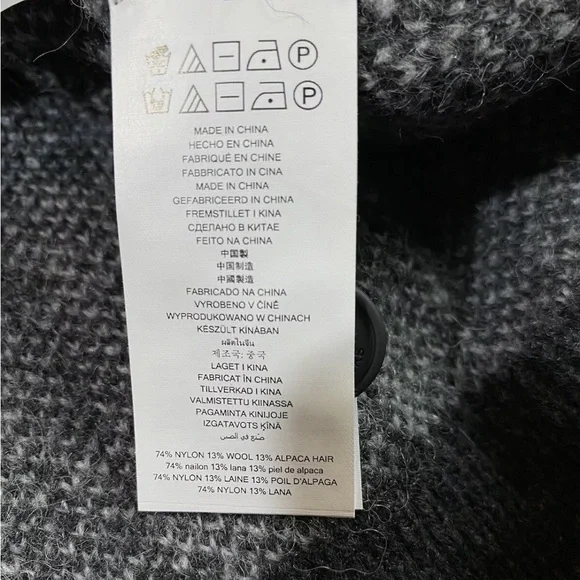 P
P
MADE IN CHINA
HECHO EN CHINA
FABRIQUÉ EN CHINE
FABBRICATO IN CINA
MADE IN CHINA
GEFABRICEERD IN CHINA
FREMSTILLET I KINA
СДЕЛАНО В КИТАЕ
FEITO NA CHINA
中国製
中国制造
中國製造
FABRICADO NA CHINA
VYROBENO V ČÍNĚ
WYPRODUKOWANO W CHINACH
KÉSZÜLT KÍNÁBAN
ผลิตในจีน
제조국: 중국
LAGET I KINA
FABRICAT ÎN CHINA
TILLVERKAD I KINA
VALMISTETTU KIINASSA
PAGAMINTA KINIJOJE
IZGATAVOTS ĶĪNĀ
صنع في الصين
74% NYLON 13% WOOL 13% ALPACA HAIR
74% nailon 13% lana 13% piel de alpaca
74% NYLON 13% LAINE 13% POIL D'ALPAGA
74% NYLON 13% LANA